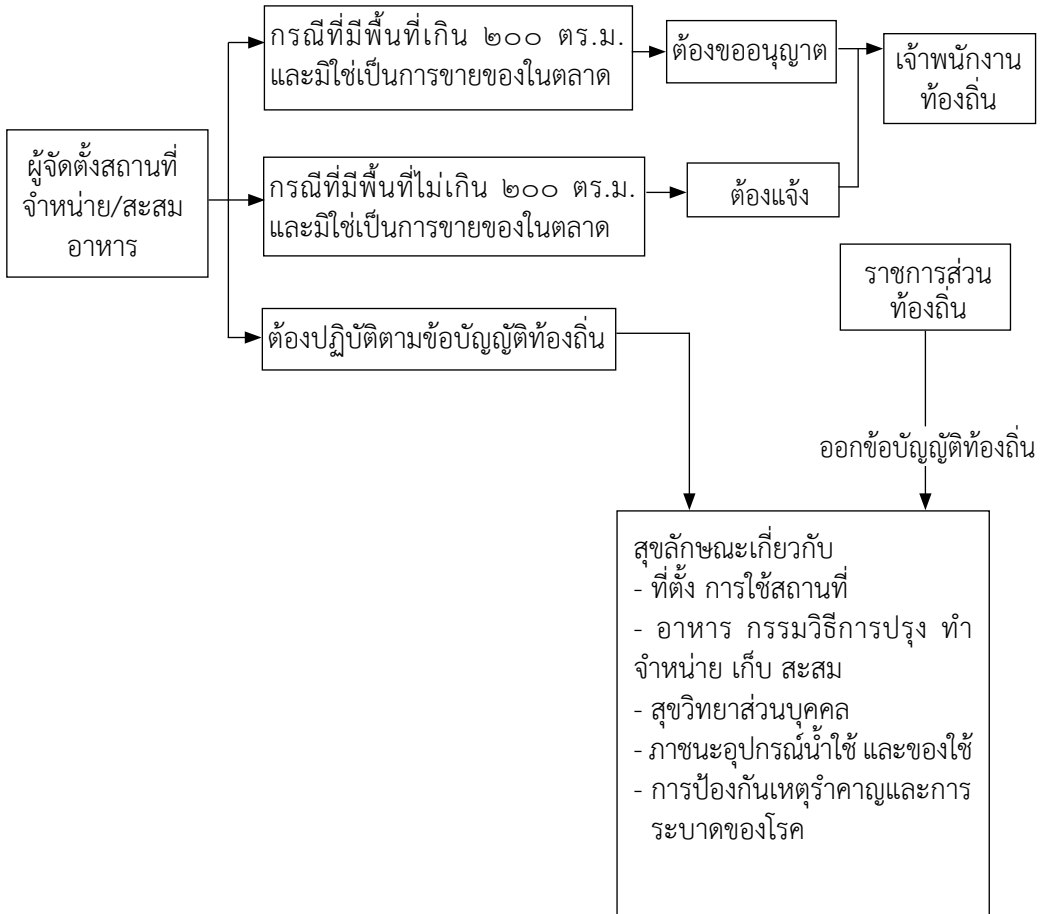 ผู้จัดตั้งสถานที่
จำหน่าย/สะสม
อาหาร
กรณีที่มีพื้นที่เกิน ๒๐๐ ตร.ม.
และมิใช่เป็นการขายของในตลาด
ต้องขออนุญาต
เจ้าพนักงาน
ท้องถิ่น
กรณีที่มีพื้นที่ไม่เกิน ๒๐๐ ตร.ม.
และมิใช่เป็นการขายของในตลาด
ต้องแจ้ง
ต้องปฏิบัติตามข้อบัญญัติท้องถิ่น
ราชการส่วน
ท้องถิ่น
ออกข้อบัญญัติท้องถิ่น
สุขลักษณะเกี่ยวกับ
- ที่ตั้ง การใช้สถานที่
- อาหาร กรรมวิธีการปรุง ทำ
จำหน่าย เก็บ สะสม
- สุขวิทยาส่วนบุคคล
- ภาชนะอุปกรณ์น้ำใช้ และของใช้
- การป้องกันเหตุรำคาญและการ
ระบาดของโรค